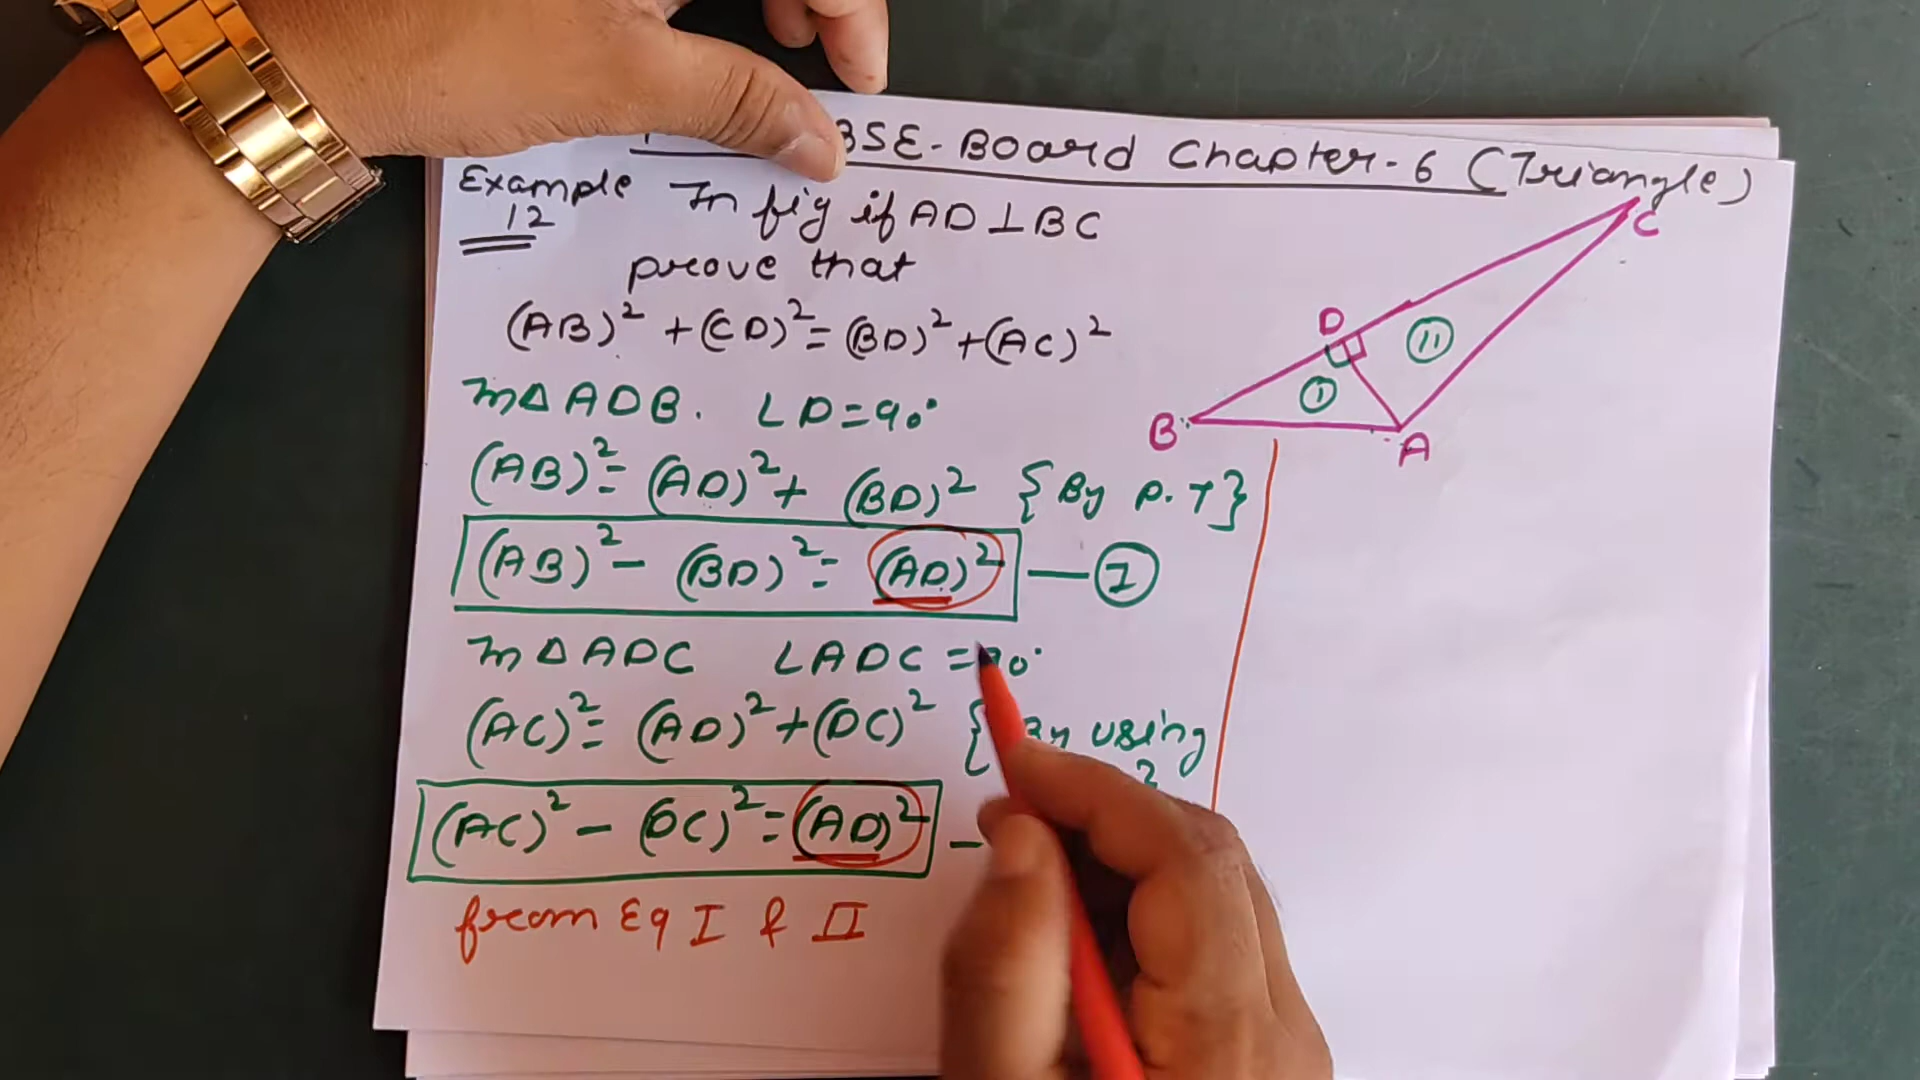 BSE-Board Chapter-6 (Triangle)
Example 12
In fig if AD⊥BC
prove that
(AB)² + (CD)² = (BD)² + (AC)²
In △ADB. ∠D=90°
(AB)² = (AD)² + (BD)² {By P.T}
(AB)² - (BD)² = (AD)² — I
In △ADC ∠ADC = 90°
(AC)² = (AD)² + (DC)² { By using
(AC)² - (DC)² = (AD)² —
from Eq I & II
C
D
II
I
B
A